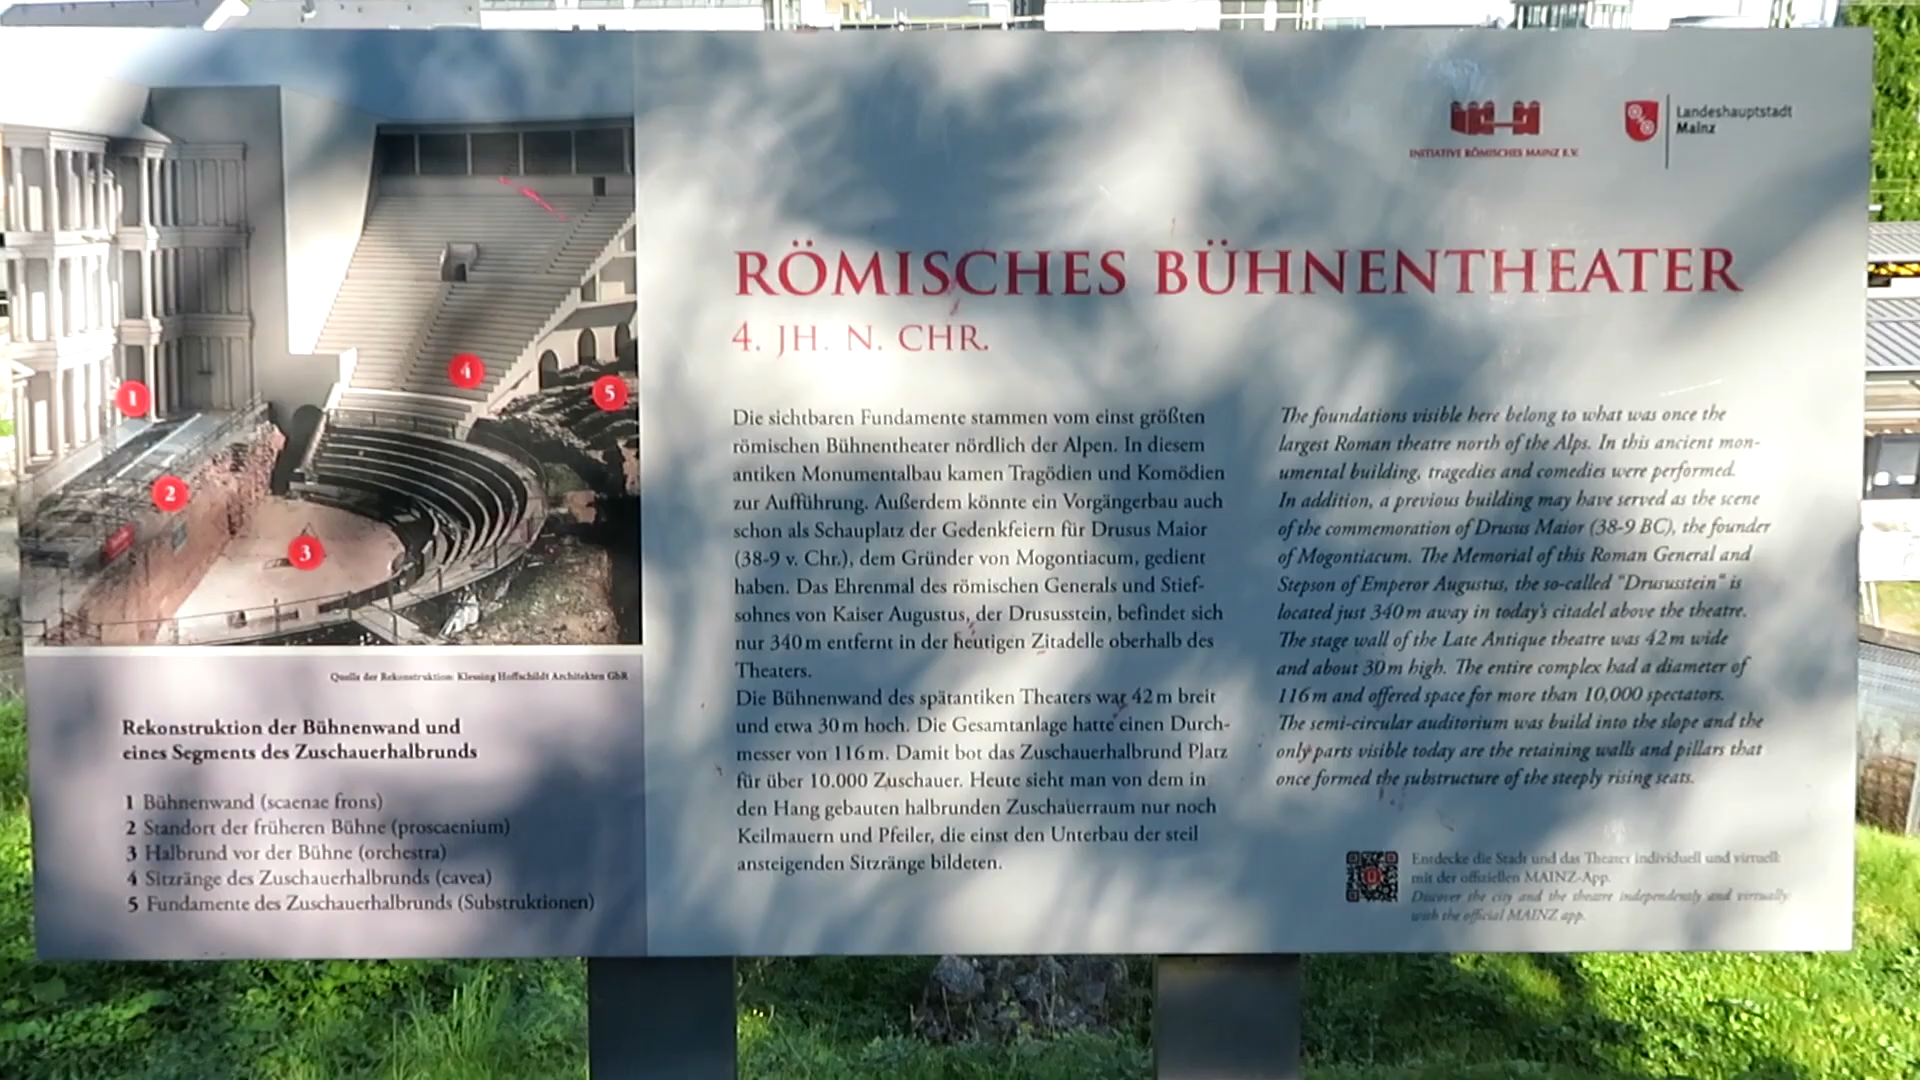 INITIATIVE RÖMISCHES MAINZ E.V.
Landeshauptstadt
Mainz
RÖMISCHES BÜHNENTHEATER
4. JH. N. CHR.
1
2
3
4
5
Quelle der Rekonstruktion: Klessing Hoffschildt Architekten GbR
Rekonstruktion der Bühnenwand und
eines Segments des Zuschauerhalbrunds
1 Bühnenwand (scaenae frons)
2 Standort der früheren Bühne (proscaenium)
3 Halbrund vor der Bühne (orchestra)
4 Sitzränge des Zuschauerhalbrunds (cavea)
5 Fundamente des Zuschauerhalbrunds (Substruktionen)
Die sichtbaren Fundamente stammen vom einst größten
römischen Bühnentheater nördlich der Alpen. In diesem
antiken Monumentalbau kamen Tragödien und Komödien
zur Aufführung. Außerdem könnte ein Vorgängerbau auch
schon als Schauplatz der Gedenkfeiern für Drusus Maior
(38-9 v. Chr.), dem Gründer von Mogontiacum, gedient
haben. Das Ehrenmal des römischen Generals und Stief-
sohnes von Kaiser Augustus, der Drususstein, befindet sich
nur 340 m entfernt in der heutigen Zitadelle oberhalb des
Theaters.
Die Bühnenwand des spätantiken Theaters war 42 m breit
und etwa 30 m hoch. Die Gesamtanlage hatte einen Durch-
messer von 116 m. Damit bot das Zuschauerhalbrund Platz
für über 10.000 Zuschauer. Heute sieht man von dem in
den Hang gebauten halbrunden Zuschauerraum nur noch
Keilmauern und Pfeiler, die einst den Unterbau der steil
ansteigenden Sitzränge bildeten.
The foundations visible here belong to what was once the
largest Roman theatre north of the Alps. In this ancient mon-
umental building, tragedies and comedies were performed.
In addition, a previous building may have served as the scene
of the commemoration of Drusus Maior (38-9 BC), the founder
of Mogontiacum. The Memorial of this Roman General and
Stepson of Emperor Augustus, the so-called "Drususstein" is
located just 340 m away in today's citadel above the theatre.
The stage wall of the Late Antique theatre was 42 m wide
and about 30 m high. The entire complex had a diameter of
116 m and offered space for more than 10,000 spectators.
The semi-circular auditorium was build into the slope and the
only parts visible today are the retaining walls and pillars that
once formed the substructure of the steeply rising seats.
Entdecke die Stadt und das Theater individuell und virtuell
mit der offiziellen MAINZ-App.
Discover the city and the theatre independently and virtually
with the official MAINZ app.